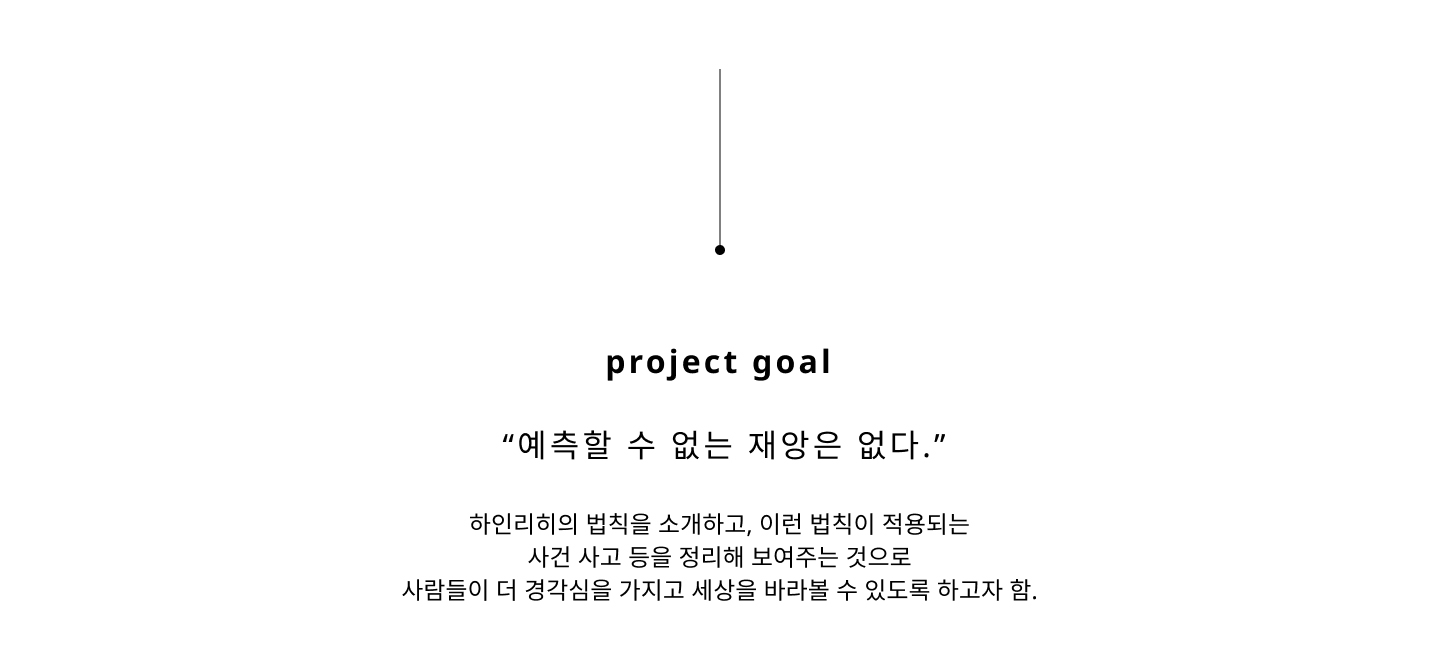 project goal
“예측할 수 없는 재앙은 없다.”
하인리히의 법칙을 소개하고, 이런 법칙이 적용되는
사건 사고 등을 정리해 보여주는 것으로
사람들이 더 경각심을 가지고 세상을 바라볼 수 있도록 하고자 함.